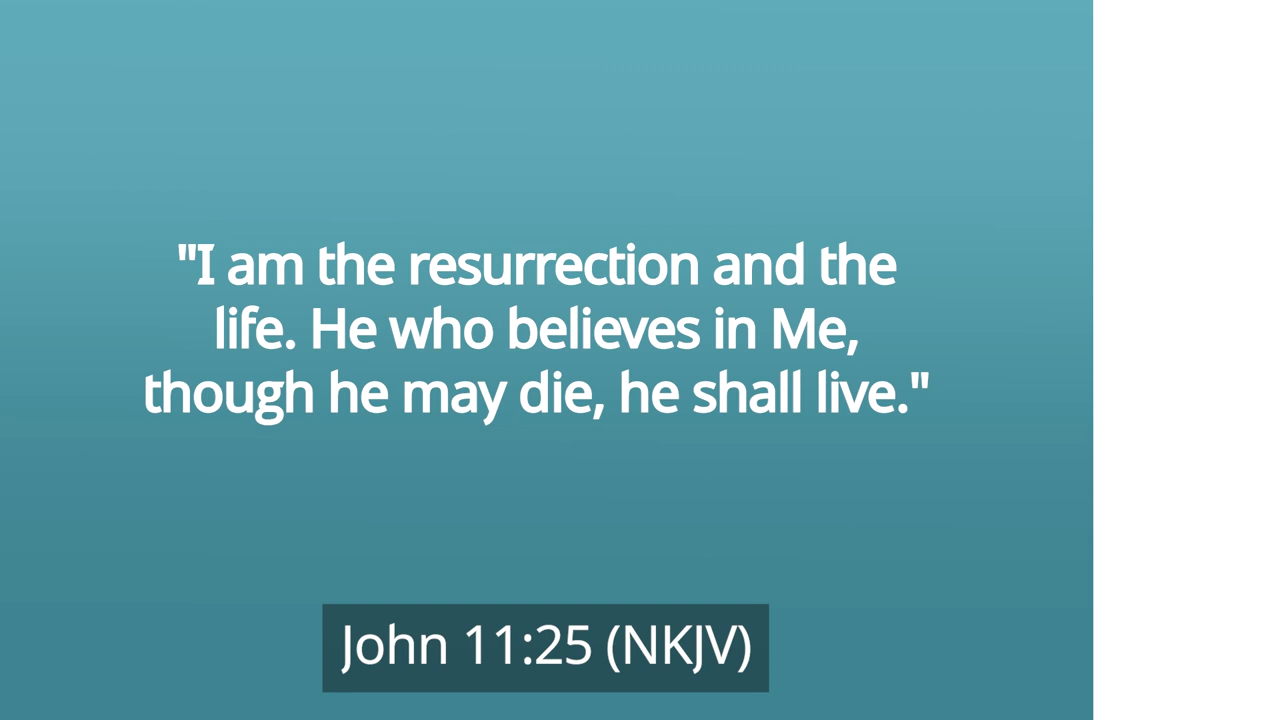 "I am the resurrection and the
life. He who believes in Me,
though he may die, he shall live."
John 11:25 (NKJV)